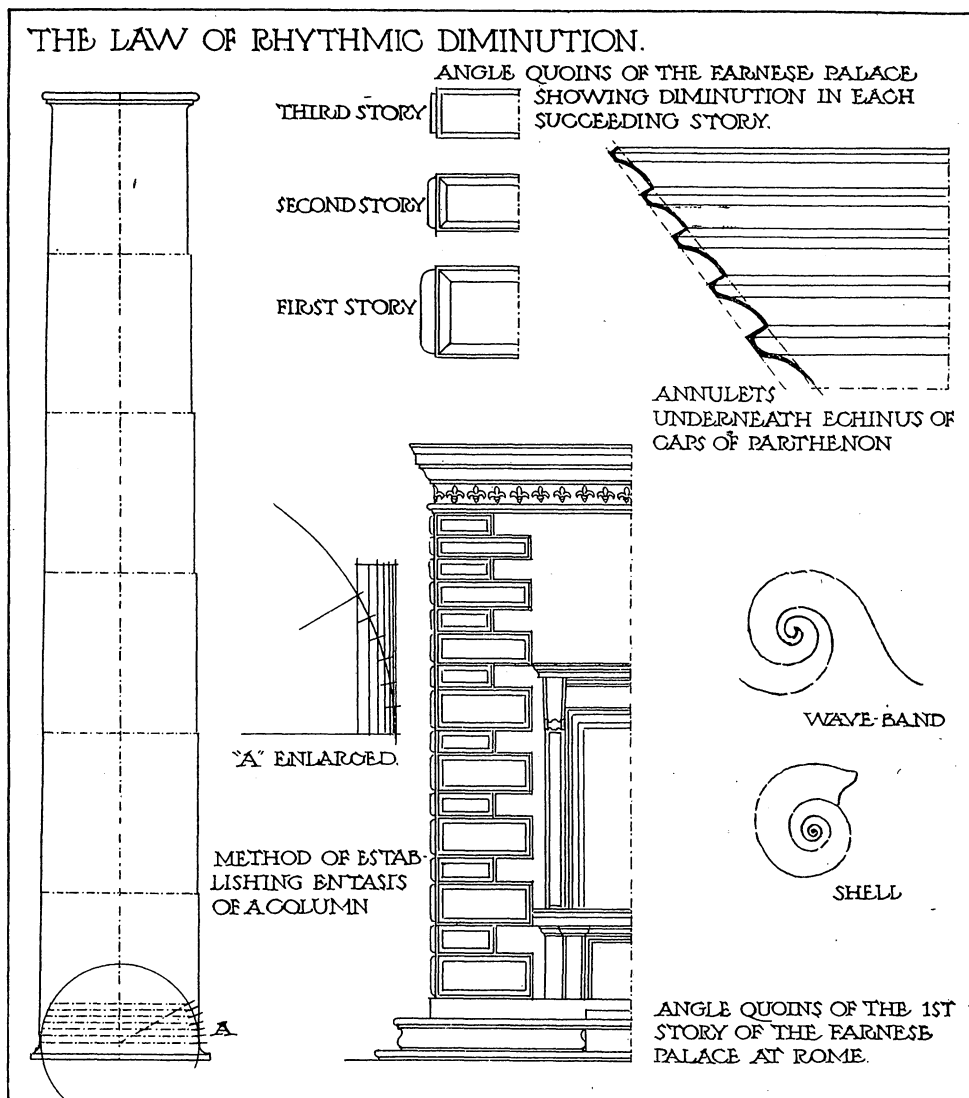 THE LAW OF RHYTHMIC DIMINUTION.
ANGLE QUOINS OF THE FARNESE PALACE
SHOWING DIMINUTION IN EACH
SUCCEEDING STORY.
THIRD STORY
SECOND STORY
FIRST STORY
ANNULETS
UNDERNEATH ECHINUS OF
CAPS OF PARTHENON
"A" ENLARGED.
WAVE-BAND
METHOD OF ESTAB-
LISHING ENTASIS
OF A COLUMN
SHELL
A
ANGLE QUOINS OF THE 1ST
STORY OF THE FARNESE
PALACE AT ROME.